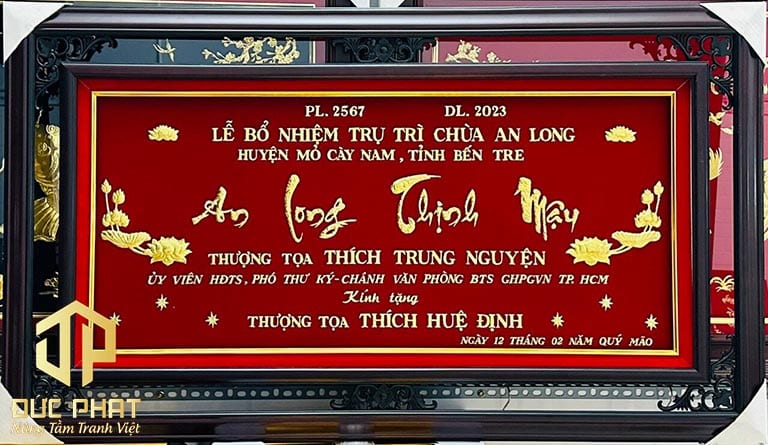 PL. 2567 DL. 2023
LỄ BỔ NHIỆM TRỤ TRÌ CHÙA AN LONG
HUYỆN MỎ CÀY NAM, TỈNH BẾN TRE
An Long Thịnh Mậu
THƯỢNG TỌA THÍCH TRUNG NGUYỆN
ỦY VIÊN HĐTS, PHÓ THƯ KÝ-CHÁNH VĂN PHÒNG BTS GHPGVN TP. HCM
Kính tặng
THƯỢNG TỌA THÍCH HUỆ ĐỊNH
NGÀY 12 THÁNG 02 NĂM QUÝ MÃO
ĐỨC PHÁT
Nâng Tầm Tranh Việt